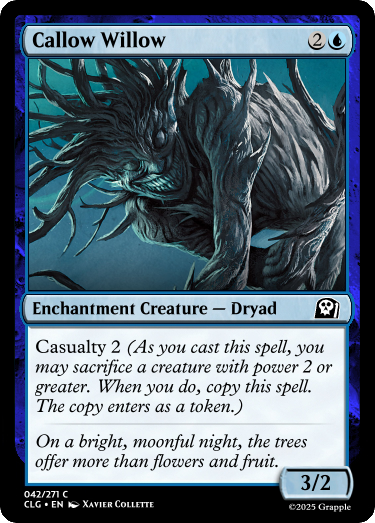 Callow Willow 2
Enchantment Creature — Dryad
Casualty 2 (As you cast this spell, you
may sacrifice a creature with power 2 or
greater. When you do, copy this spell.
The copy enters as a token.)
On a bright, moonful night, the trees
offer more than flowers and fruit.
3/2
042/271 C
CLG • EN Xavier Collette
©2025 Grapple